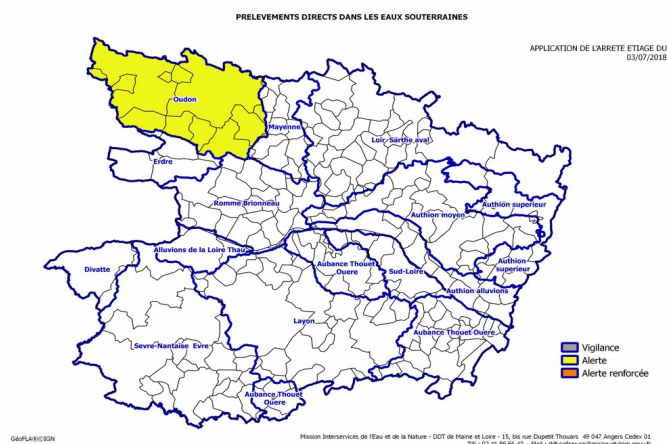 PRELEVEMENTS DIRECTS DANS LES EAUX SOUTERRAINES
APPLICATION DE L'ARRETE ETIAGE DU
03/07/2018
Oudon
Mayenne
Loir Sarthe aval
Erdre
Romme Brionneau
Authion moyen
Authion superieur
Alluvions de la Loire Thau
Divatte
Aubance Thouet
Ouere
Sud-Loire
Authion
superieur
Authion alluvions
Layon
Sevre-Nantaise Evre
Aubance Thouet Ouere
Aubance Thouet
Ouere
Vigilance
Alerte
Alerte renforcée
GéoFLA®©IGN
Mission Interservices de l'Eau et de la Nature - DDT de Maine et Loire - 15, bis rue Dupetit Thouars 49 047 Angers Cedex 01